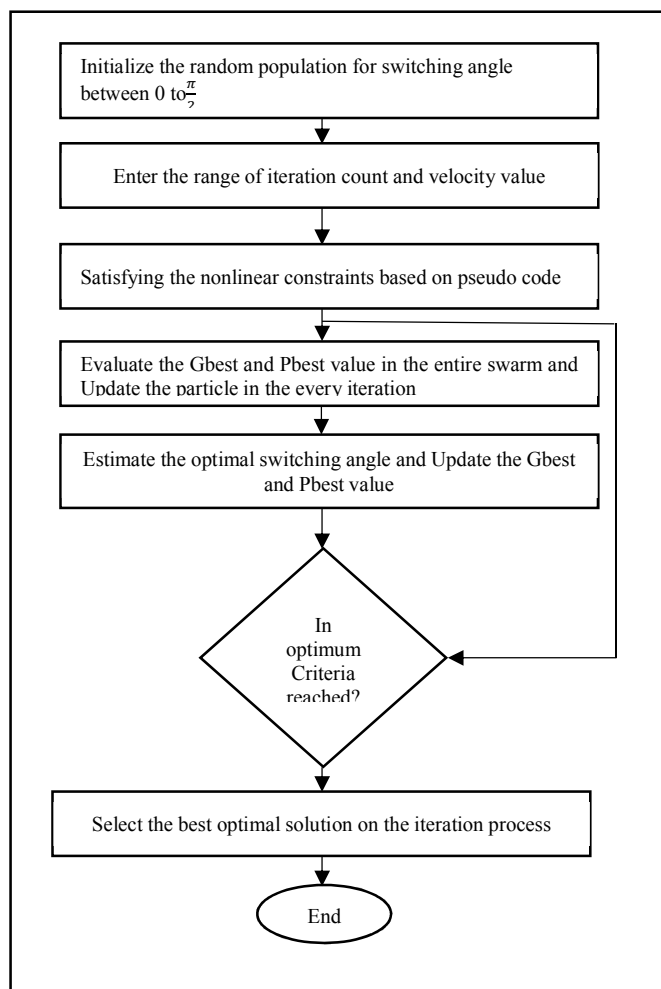 Initialize the random population for switching angle
between 0 to π/2
Enter the range of iteration count and velocity value
Satisfying the nonlinear constraints based on pseudo code
Evaluate the Gbest and Pbest value in the entire swarm and
Update the particle in the every iteration
Estimate the optimal switching angle and Update the Gbest
and Pbest value
In
optimum
Criteria
reached?
Select the best optimal solution on the iteration process
End